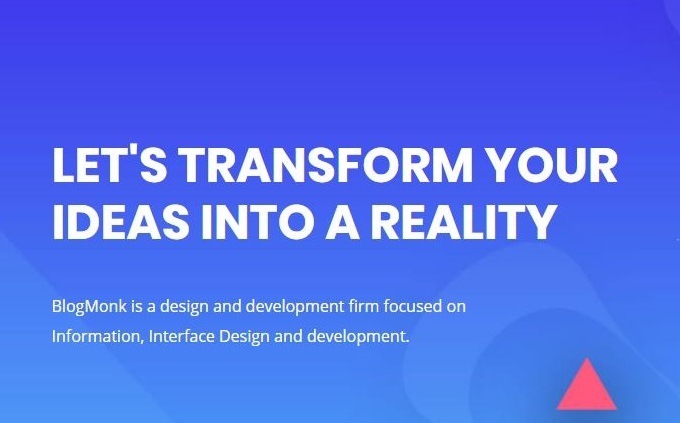 LET'S TRANSFORM YOUR
IDEAS INTO A REALITY
BlogMonk is a design and development firm focused on
Information, Interface Design and development.